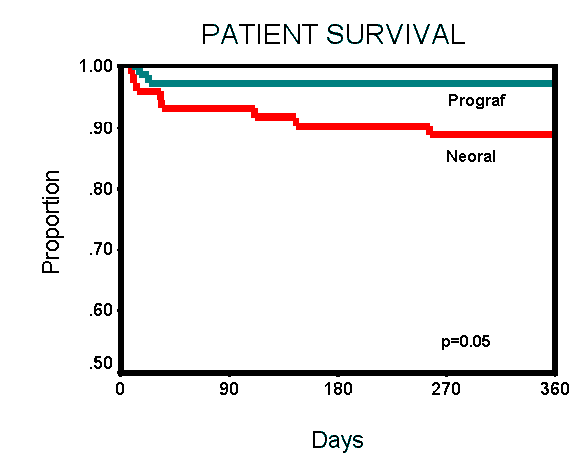 PATIENT SURVIVAL
1.00
Prograf
.90
Neoral
.80
.70
.60
p=0.05
.50
0 90 180 270 360
Proportion
Days